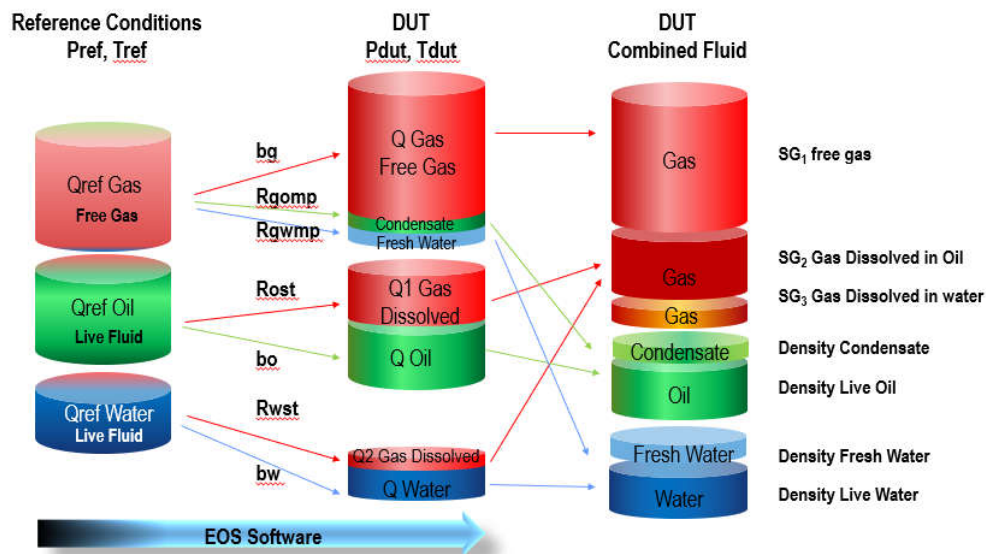 Reference Conditions
Pref, Tref
DUT
Pdut, Tdut
DUT
Combined Fluid
Qref Gas
Free Gas
bg
Rgomp
Rgwmp
Q Gas
Free Gas
Condensate
Fresh Water
Gas
SG1 free gas
Qref Oil
Live Fluid
Rost
bo
Q1 Gas
Dissolved
Q Oil
Gas
SG2 Gas Dissolved in Oil
Gas
SG3 Gas Dissolved in water
Condensate
Density Condensate
Oil
Density Live Oil
Qref Water
Live Fluid
Rwst
bw
Q2 Gas Dissolved
Q Water
Fresh Water
Density Fresh Water
Water
Density Live Water
EOS Software